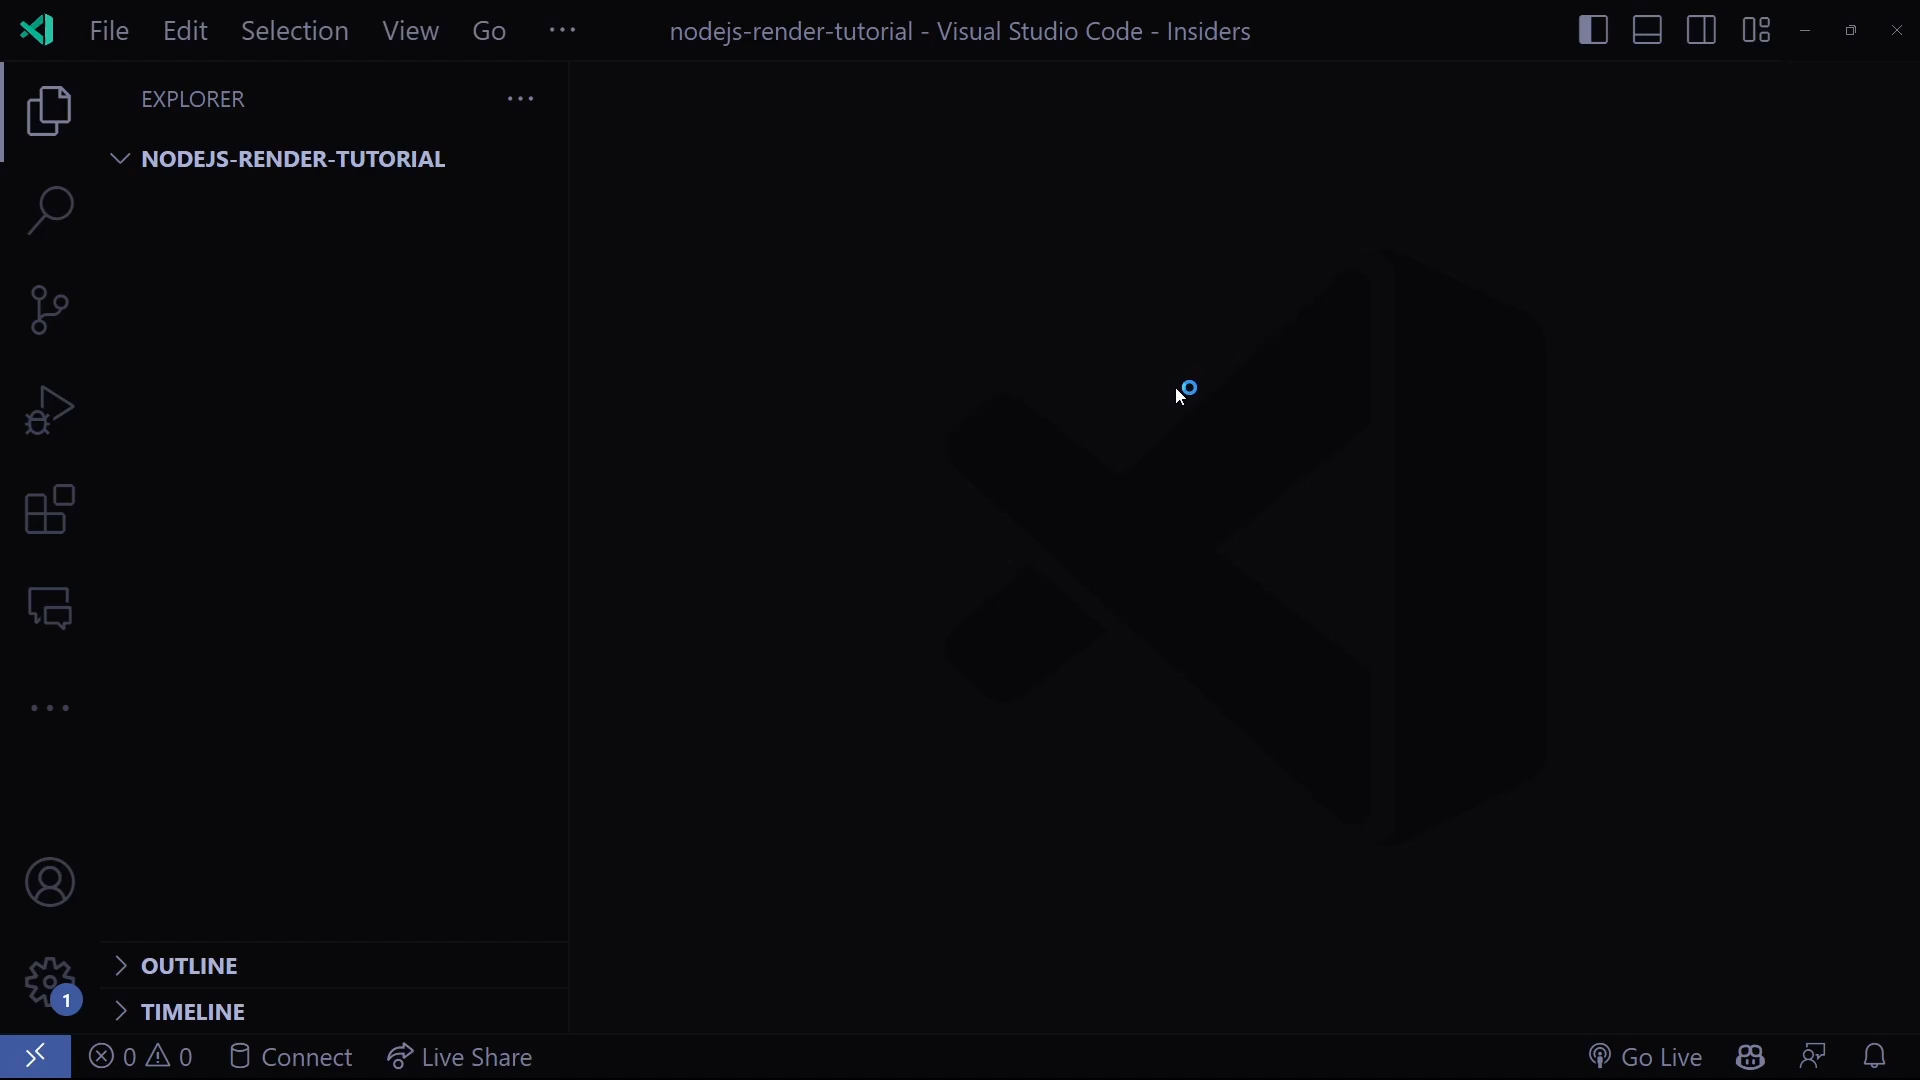 File Edit Selection View Go ··· nodejs-render-tutorial - Visual Studio Code - Insiders
EXPLORER ···
NODEJS-RENDER-TUTORIAL
OUTLINE
1
TIMELINE
0 0 Connect Live Share Go Live